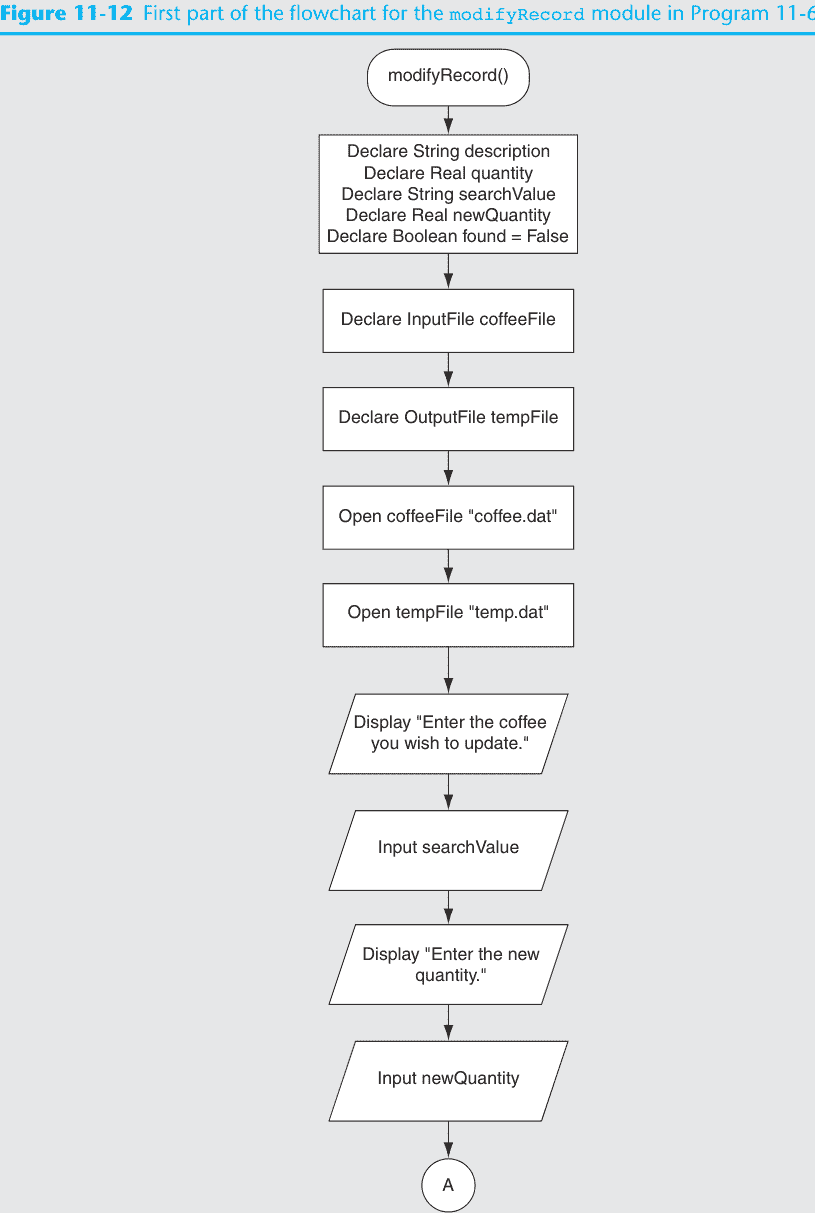 Figure 11-12 First part of the flowchart for the modifyRecord module in Program 11-6
modifyRecord()
Declare String description
Declare Real quantity
Declare String searchValue
Declare Real newQuantity
Declare Boolean found = False
Declare InputFile coffeeFile
Declare OutputFile tempFile
Open coffeeFile "coffee.dat"
Open tempFile "temp.dat"
Display "Enter the coffee
you wish to update."
Input searchValue
Display "Enter the new
quantity."
Input newQuantity
A